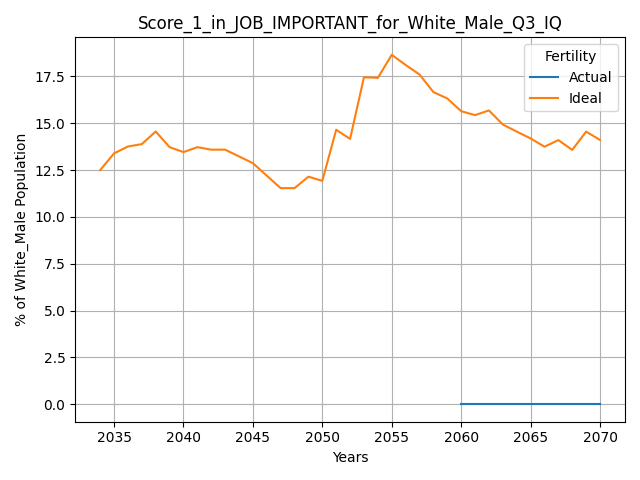 Score_1_in_JOB_IMPORTANT_for_White_Male_Q3_IQ
Fertility
Actual
Ideal
% of White_Male Population
17.5
15.0
12.5
10.0
7.5
5.0
2.5
0.0
2035 2040 2045 2050 2055 2060 2065 2070
Years